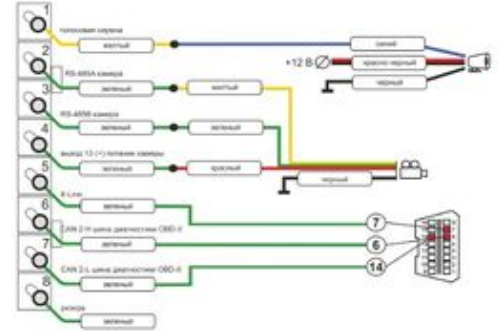 1
голосовая сирена
желтый
синий
2
+12 В
красно-черный
RS-485A камера
черный
зеленый
желтый
3
RS-485B камера
зеленый
зеленый
4
выход 12 (+) питание камеры
зеленый
красный
черный
5
K-Line
зеленый
7
6
CAN 2-H шина диагностики OBD-II
зеленый
6
7
CAN 2-L шина диагностики OBD-II
14
зеленый
8
резерв
зеленый